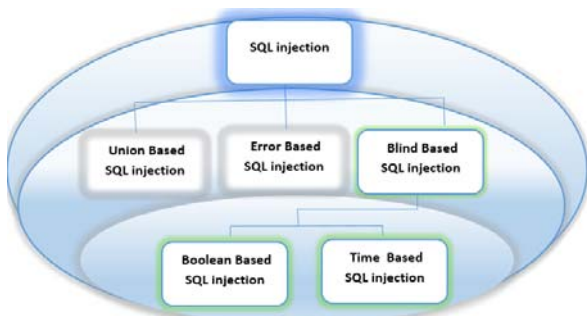 SQL injection
Union Based
SQL injection
Error Based
SQL injection
Blind Based
SQL injection
Boolean Based
SQL injection
Time Based
SQL injection